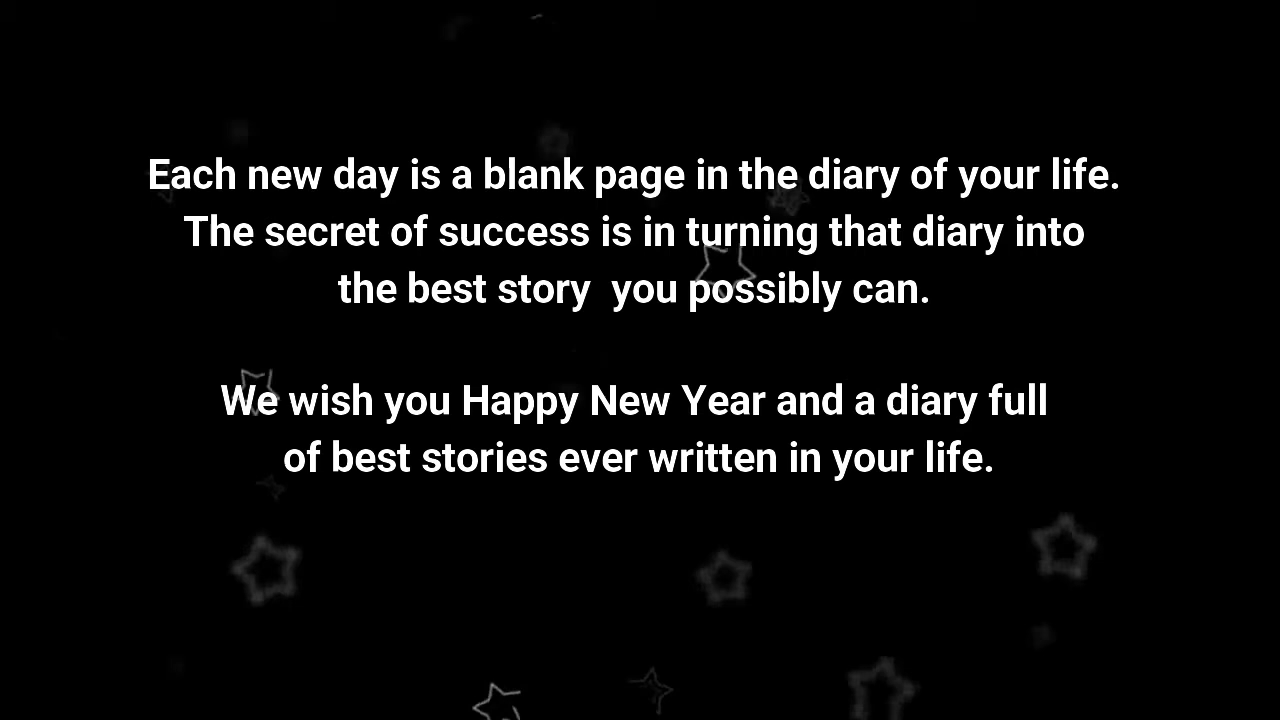 Each new day is a blank page in the diary of your life.
The secret of success is in turning that diary into
the best story  you possibly can.
We wish you Happy New Year and a diary full
of best stories ever written in your life.